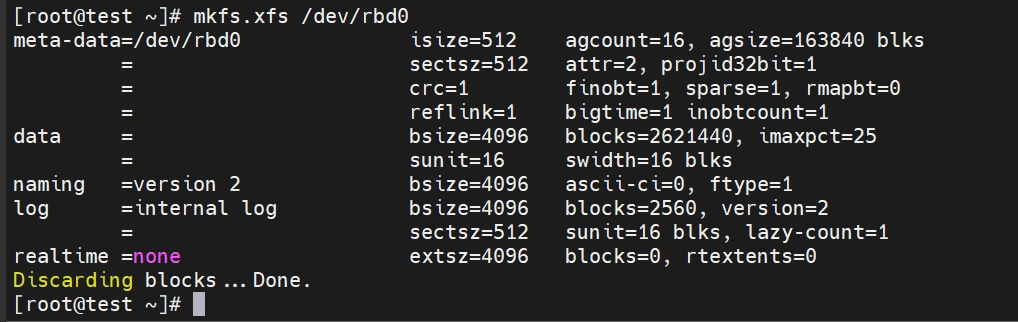 [root@test ~]# mkfs.xfs /dev/rbd0
meta-data=/dev/rbd0              isize=512    agcount=16, agsize=163840 blks
         =                       sectsz=512   attr=2, projid32bit=1
         =                       crc=1        finobt=1, sparse=1, rmapbt=0
         =                       reflink=1    bigtime=1 inobtcount=1
data     =                       bsize=4096   blocks=2621440, imaxpct=25
         =                       sunit=16     swidth=16 blks
naming   =version 2              bsize=4096   ascii-ci=0, ftype=1
log      =internal log           bsize=4096   blocks=2560, version=2
         =                       sectsz=512   sunit=16 blks, lazy-count=1
realtime =none                   extsz=4096   blocks=0, rtextents=0
Discarding blocks...Done.
[root@test ~]#